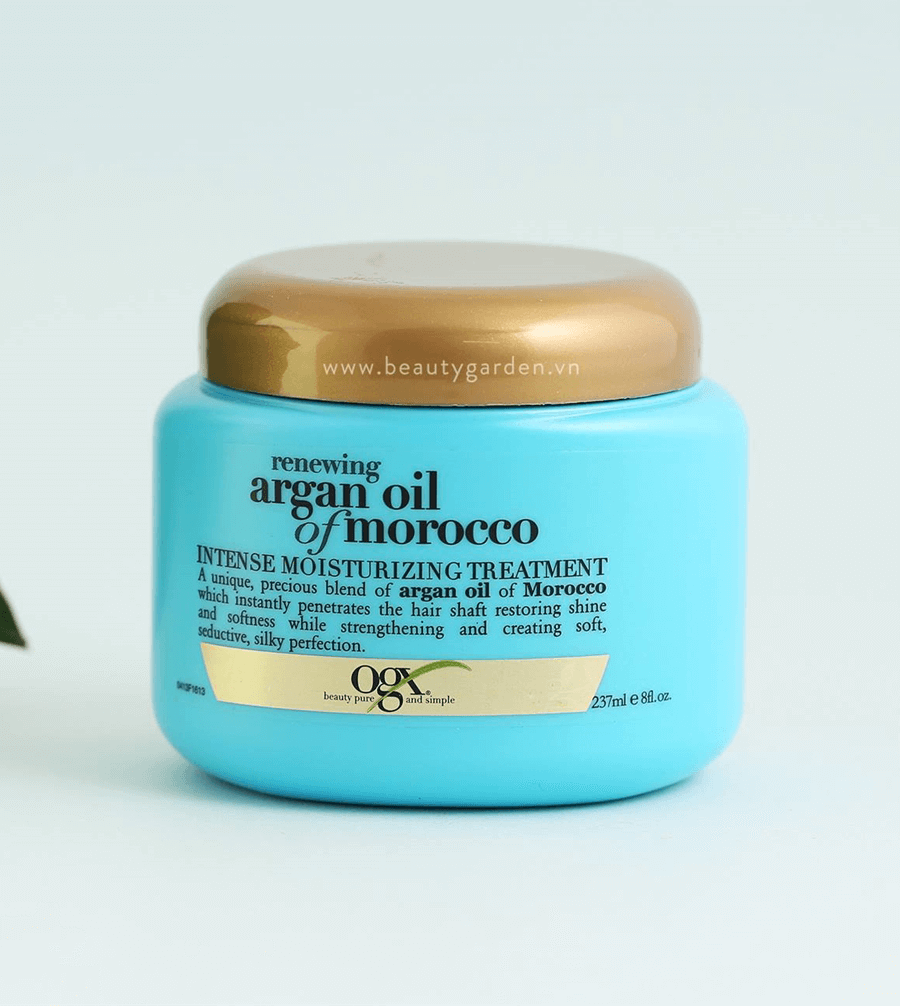 www.beautygarden.vn
renewing
argan oil
of morocco
INTENSE MOISTURIZING TREATMENT
A unique, precious blend of argan oil of Morocco
which instantly penetrates the hair shaft restoring shine
and softness while strengthening and creating soft,
seductive, silky perfection.
ogx®
beauty pure and simple
237ml e 8fl.oz.